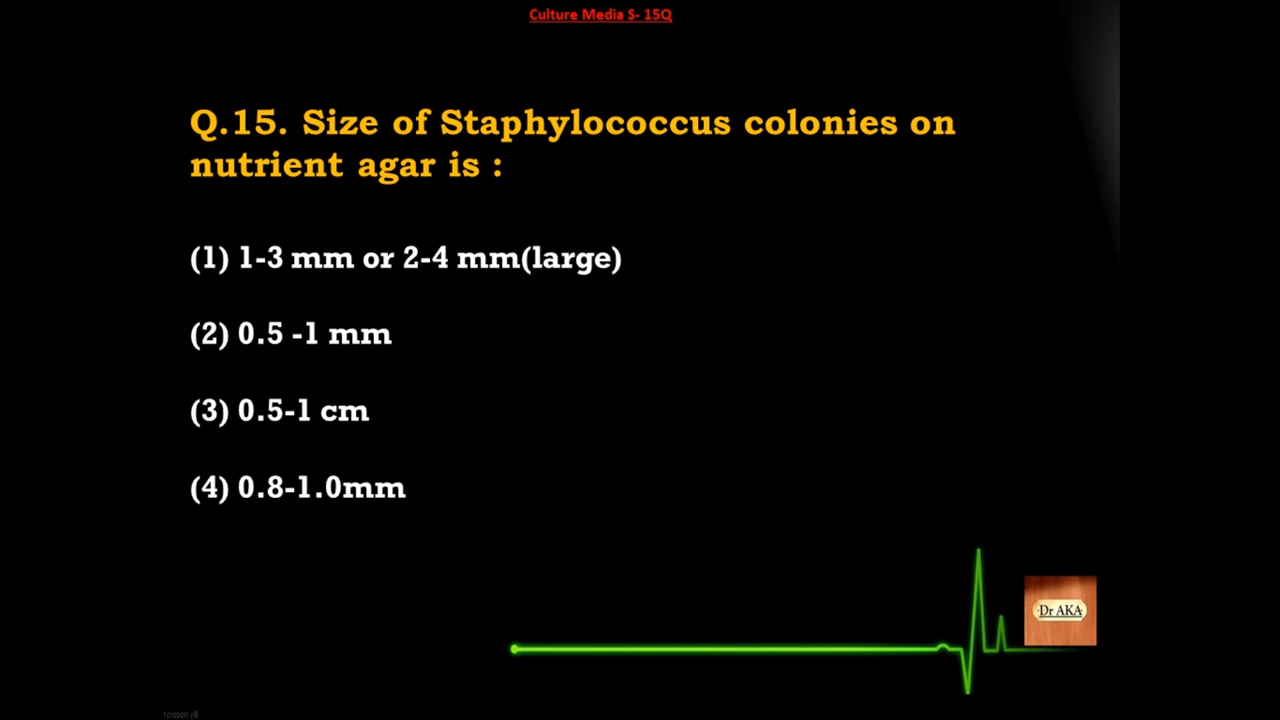 Culture Media S- 15Q
Q.15. Size of Staphylococcus colonies on
nutrient agar is :
(1) 1-3 mm or 2-4 mm(large)
(2) 0.5 -1 mm
(3) 0.5-1 cm
(4) 0.8-1.0mm
Dr AKA